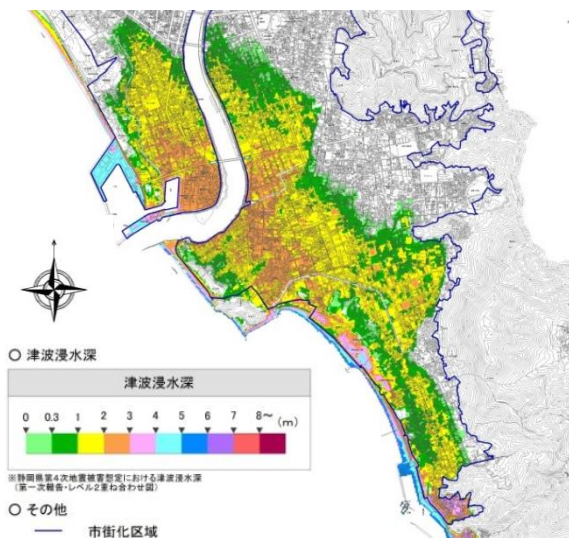 ○ 津波浸水深
津波浸水深
0 0.3 1 2 3 4 5 6 7 8～ (m)
※静岡県第4次地震被害想定における津波浸水深
（第一次報告・レベル2重ね合わせ図）
○ その他
市街化区域